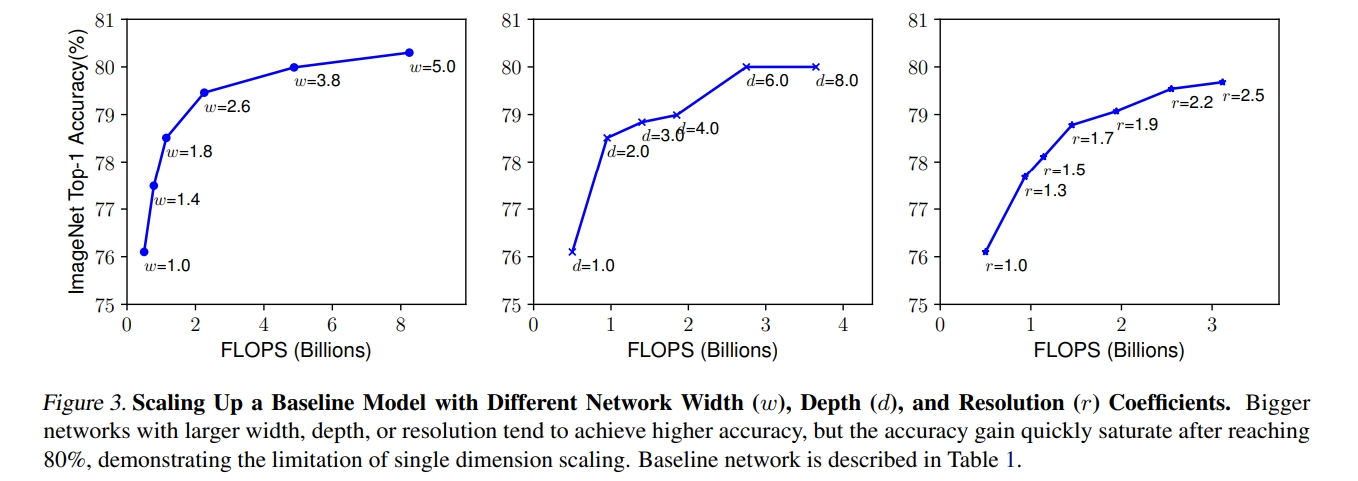 ImageNet Top-1 Accuracy(%)
81
80
79
78
77
76
75
0 2 4 6 8
FLOPS (Billions)
w=1.0
w=1.4
w=1.8
w=2.6
w=3.8
w=5.0
81
80
79
78
77
76
75
0 1 2 3 4
FLOPS (Billions)
d=1.0
d=2.0
d=3.0
d=4.0
d=6.0
d=8.0
81
80
79
78
77
76
75
0 1 2 3
FLOPS (Billions)
r=1.0
r=1.3
r=1.5
r=1.7
r=1.9
r=2.2
r=2.5
Figure 3. Scaling Up a Baseline Model with Different Network Width (w), Depth (d), and Resolution (r) Coefficients. Bigger
networks with larger width, depth, or resolution tend to achieve higher accuracy, but the accuracy gain quickly saturate after reaching
80%, demonstrating the limitation of single dimension scaling. Baseline network is described in Table 1.